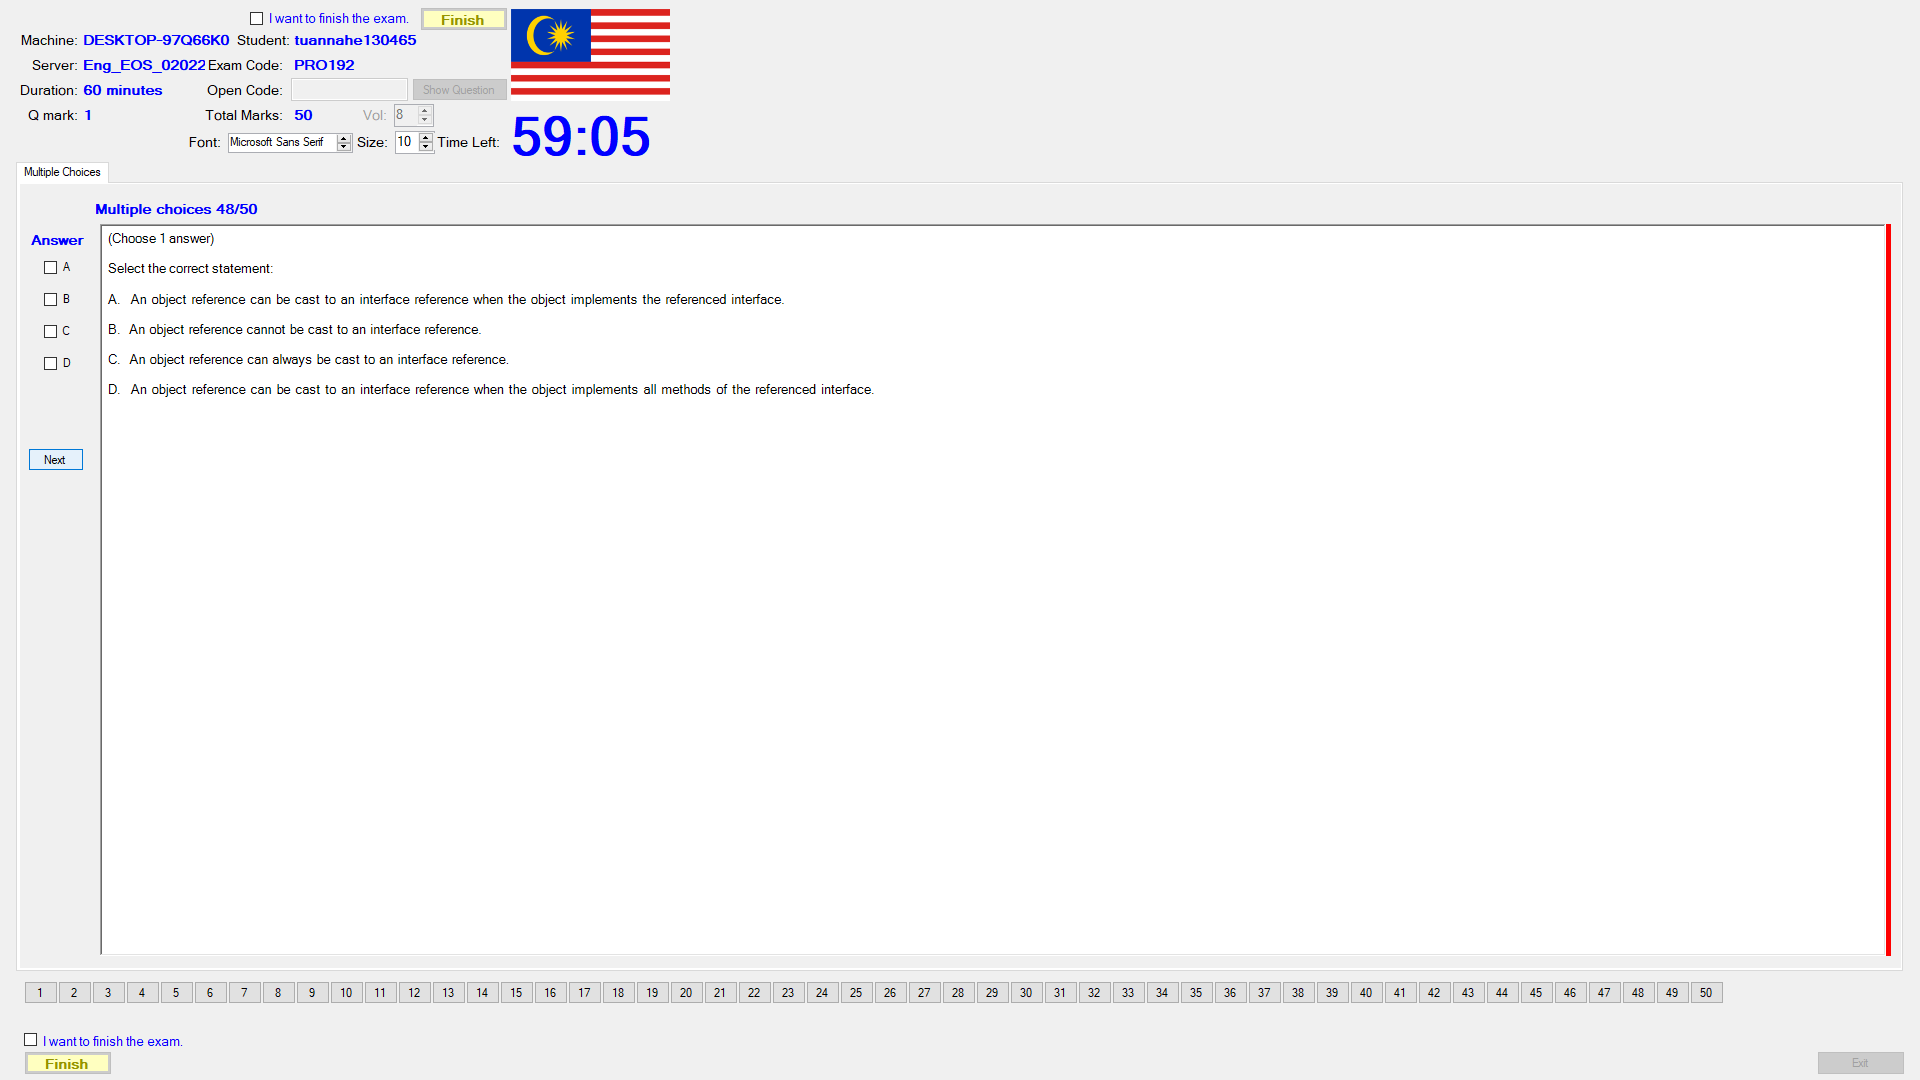 I want to finish the exam. Finish
Machine: DESKTOP-97Q66K0 Student: tuannahe130465
Server: Eng_EOS_02022 Exam Code: PRO192
Duration: 60 minutes Open Code: Show Question
Q mark: 1 Total Marks: 50 Vol: 8
Font: Microsoft Sans Serif Size: 10 Time Left: 59:05
Multiple Choices
Multiple choices 48/50
Answer
A
B
C
D
Next
(Choose 1 answer)
Select the correct statement:
A. An object reference can be cast to an interface reference when the object implements the referenced interface.
B. An object reference cannot be cast to an interface reference.
C. An object reference can always be cast to an interface reference.
D. An object reference can be cast to an interface reference when the object implements all methods of the referenced interface.
1 2 3 4 5 6 7 8 9 10 11 12 13 14 15 16 17 18 19 20 21 22 23 24 25 26 27 28 29 30 31 32 33 34 35 36 37 38 39 40 41 42 43 44 45 46 47 48 49 50
I want to finish the exam.
Finish
Exit